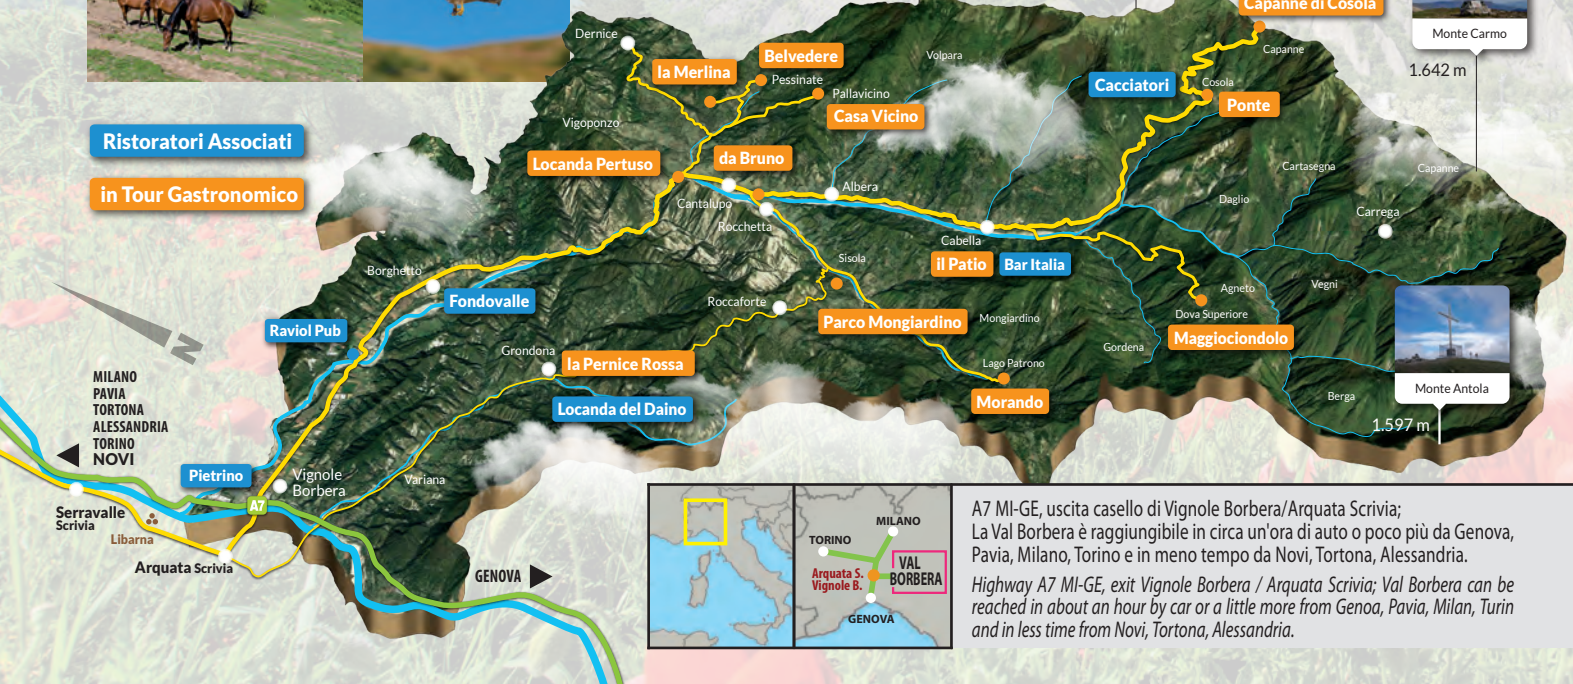 Capanne di Cosola
Dernice
Monte Carmo
Belvedere
Volpara
Capanne
la Merlina
1.642 m
Pessinate
Cacciatori
Cosola
Pallavicino
Ponte
Casa Vicino
Vigoponzo
Ristoratori Associati
da Bruno
Locanda Pertuso
Cartasegna
Capanne
in Tour Gastronomico
Albera
Daglio
Cantalupo
Carrega
Rocchetta
Cabella
Sisola
il Patio
Bar Italia
Borghetto
Vegni
Agneto
Fondovalle
Roccaforte
Dova Superiore
Parco Mongiardino
Mongiardino
Raviol Pub
Maggiociondolo
Gordena
N
Grondona
la Pernice Rossa
Lago Patrono
MILANO
PAVIA
TORTONA
ALESSANDRIA
TORINO
NOVI
Monte Antola
Berga
Morando
Locanda del Daino
1.597 m
Pietrino
Vignole
Borbera
Variana
A7
Serravalle
Scrivia
Libarna
Arquata Scrivia
GENOVA
MILANO
TORINO
VAL
BORBERA
Arquata S.
Vignole B.
GENOVA
A7 MI-GE, uscita casello di Vignole Borbera/Arquata Scrivia;
La Val Borbera è raggiungibile in circa un'ora di auto o poco più da Genova,
Pavia, Milano, Torino e in meno tempo da Novi, Tortona, Alessandria.
Highway A7 MI-GE, exit Vignole Borbera / Arquata Scrivia; Val Borbera can be
reached in about an hour by car or a little more from Genoa, Pavia, Milan, Turin
and in less time from Novi, Tortona, Alessandria.